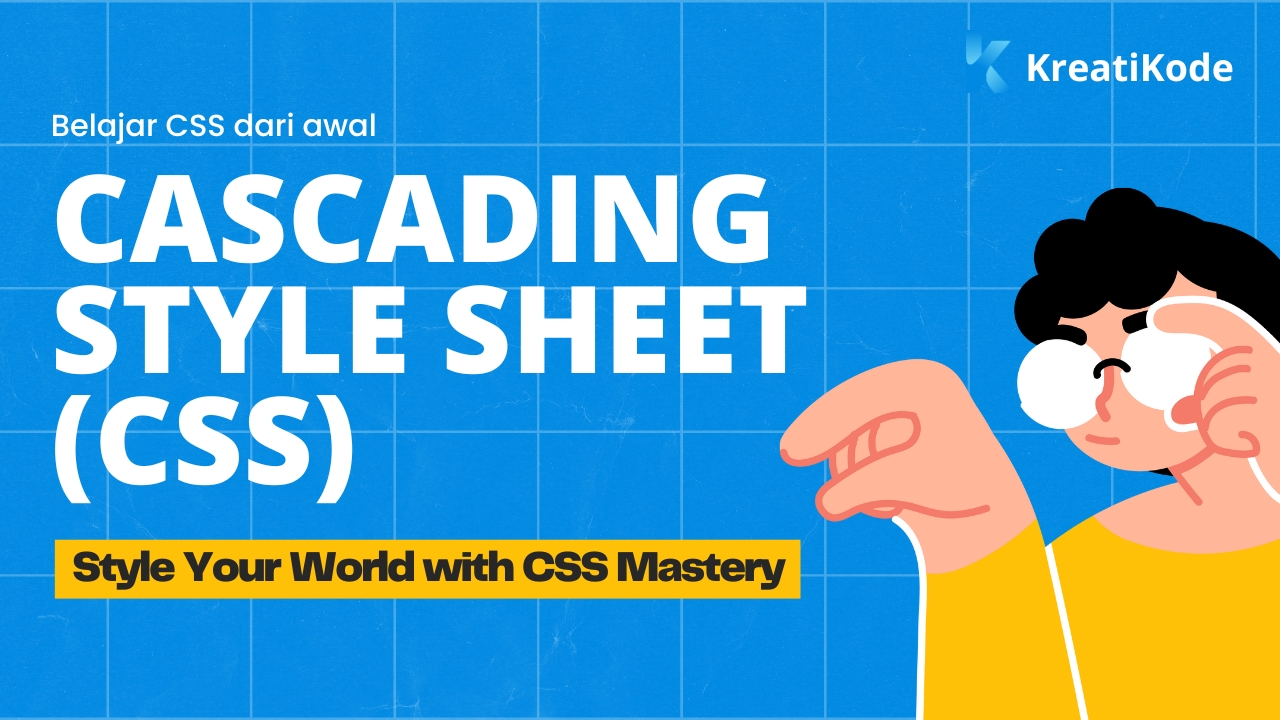 KreatiKode
Belajar CSS dari awal
CASCADING
STYLE SHEET
(CSS)
Style Your World with CSS Mastery